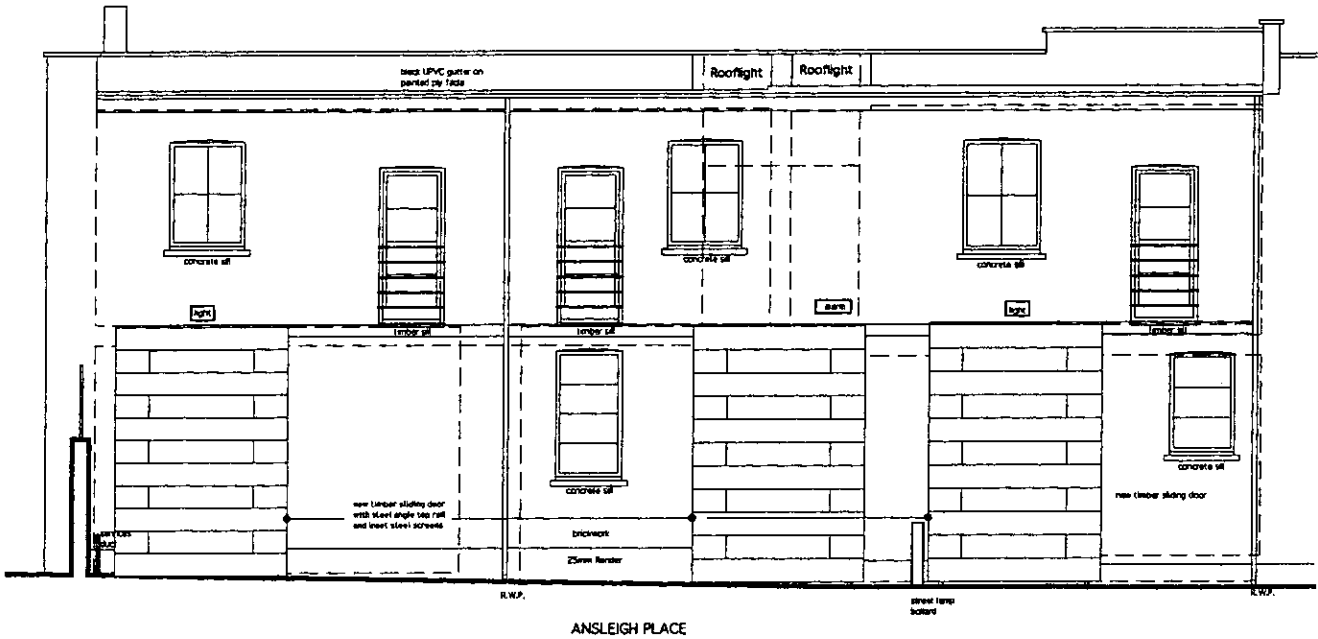 black UPVC gutter on
painted ply facia
Rooflight
Rooflight
concrete sill
concrete sill
concrete sill
light
alarm
light
timber sill
timber sill
timber sill
concrete sill
concrete sill
new timber sliding door
with steel angle top rail
and inset steel screens
new timber sliding door
brickwork
services
duct
25mm Render
R.W.P.
street lamp
bollard
R.W.P.
ANSLEIGH PLACE